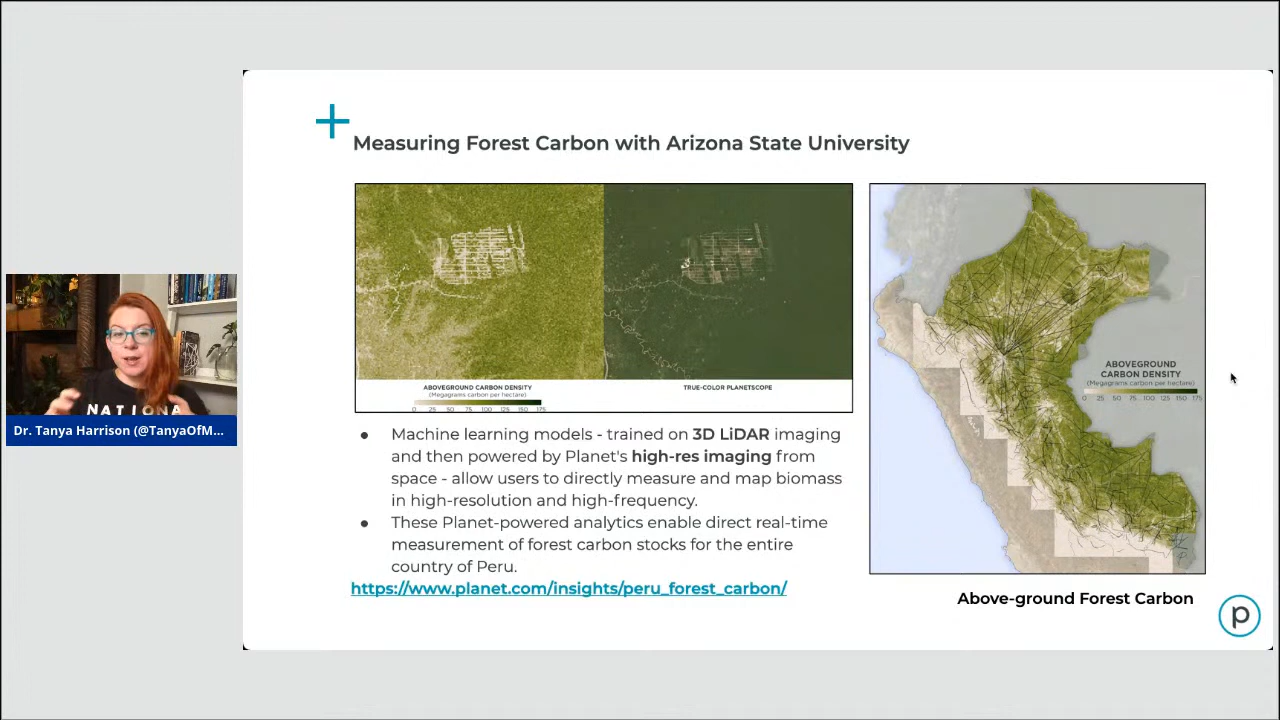 Measuring Forest Carbon with Arizona State University
ABOVEGROUND CARBON DENSITY
(Megagrams carbon per hectare)
0 25 50 75 100 125 150 175
TRUE-COLOR PLANETSCOPE
ABOVEGROUND
CARBON DENSITY
(Megagrams carbon per hectare)
0 25 50 75 100 125 150 175
● Machine learning models - trained on 3D LiDAR imaging
and then powered by Planet's high-res imaging from
space - allow users to directly measure and map biomass
in high-resolution and high-frequency.
● These Planet-powered analytics enable direct real-time
measurement of forest carbon stocks for the entire
country of Peru.
https://www.planet.com/insights/peru_forest_carbon/
Above-ground Forest Carbon
p
NATIONA
Dr. Tanya Harrison (@TanyaOfM...